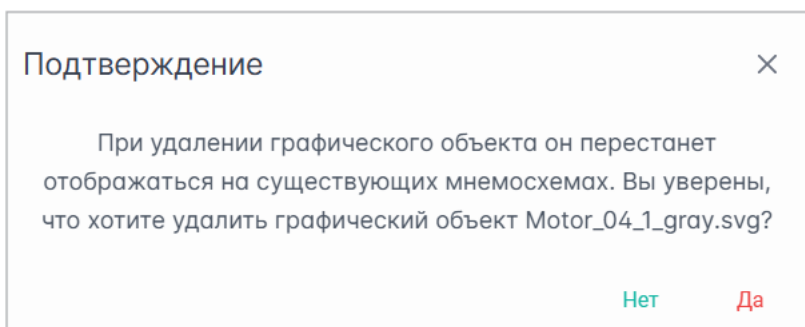 Подтверждение
При удалении графического объекта он перестанет
отображаться на существующих мнемосхемах. Вы уверены,
что хотите удалить графический объект Motor_04_1_gray.svg?
Нет Да